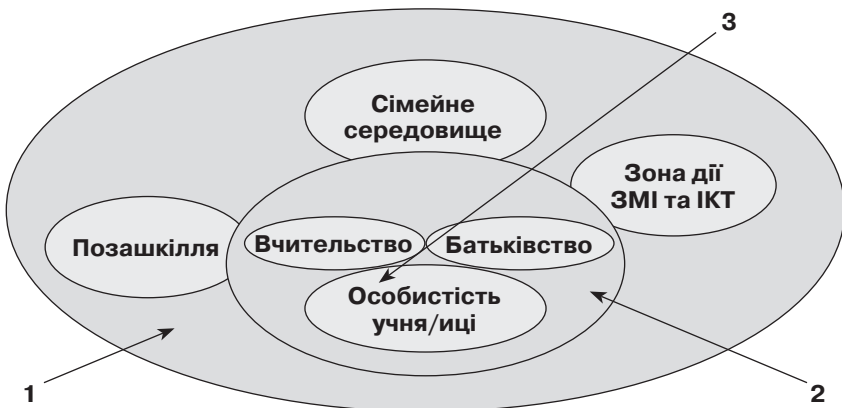 3
Сімейне
середовище
Зона дії
ЗМІ та ІКТ
Позашкілля
Вчительство
Батьківство
Особистість
учня/иці
1
2